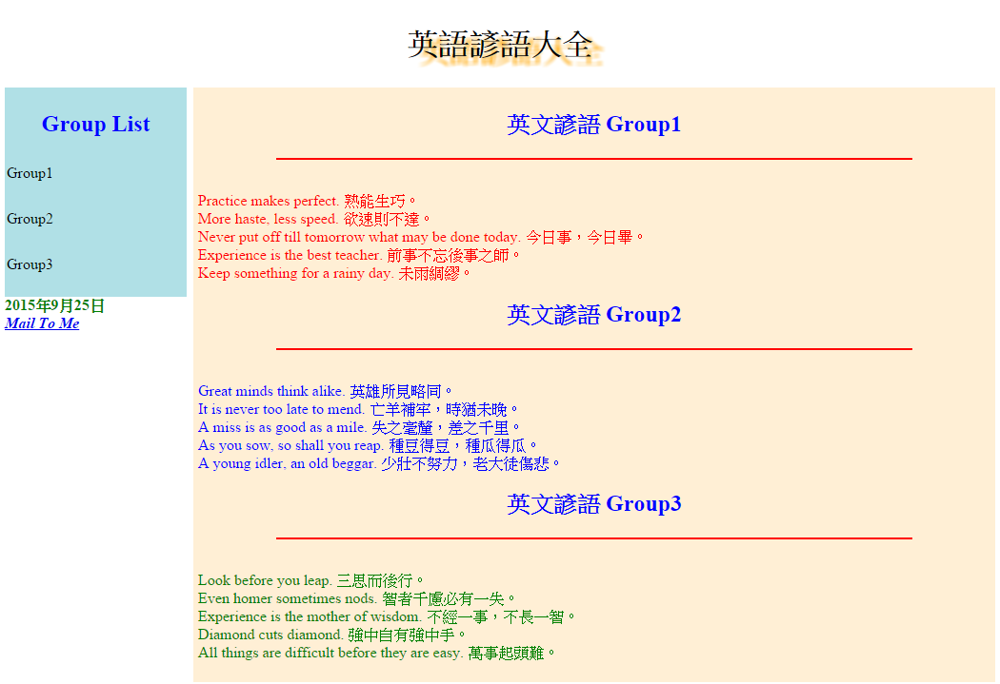 英語諺語大全
Group List
Group1
Group2
Group3
2015年9月25日
Mail To Me
英文諺語 Group1
Practice makes perfect. 熟能生巧。
More haste, less speed. 欲速則不達。
Never put off till tomorrow what may be done today. 今日事，今日畢。
Experience is the best teacher. 前事不忘後事之師。
Keep something for a rainy day. 未雨綢繆。
英文諺語 Group2
Great minds think alike. 英雄所見略同。
It is never too late to mend. 亡羊補牢，時猶未晚。
A miss is as good as a mile. 失之毫釐，差之千里。
As you sow, so shall you reap. 種豆得豆，種瓜得瓜。
A young idler, an old beggar. 少壯不努力，老大徒傷悲。
英文諺語 Group3
Look before you leap. 三思而後行。
Even homer sometimes nods. 智者千慮必有一失。
Experience is the mother of wisdom. 不經一事，不長一智。
Diamond cuts diamond. 強中自有強中手。
All things are difficult before they are easy. 萬事起頭難。